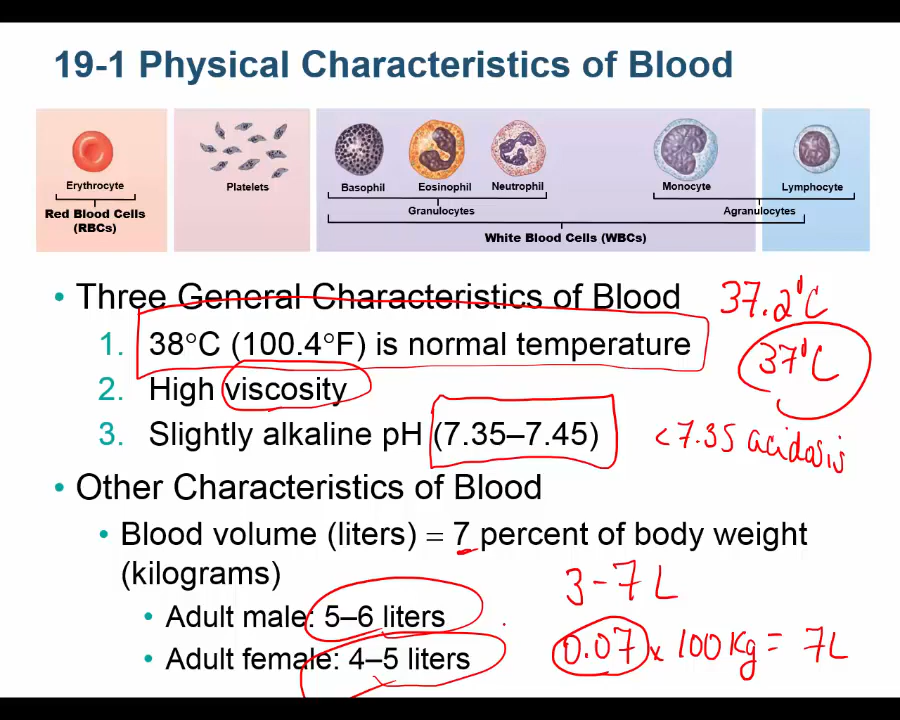 19-1 Physical Characteristics of Blood
Erythrocyte
Red Blood Cells
(RBCs)
Platelets
Basophil
Eosinophil
Neutrophil
Granulocytes
Monocyte
Lymphocyte
Agranulocytes
White Blood Cells (WBCs)
• Three General Characteristics of Blood
37.2°C
1. 38°C (100.4°F) is normal temperature
37°C
2. High viscosity
3. Slightly alkaline pH (7.35–7.45)
<7.35 acidosis
• Other Characteristics of Blood
• Blood volume (liters) = 7 percent of body weight
(kilograms)
3-7 L
• Adult male: 5–6 liters
• Adult female: 4–5 liters
0.07 x 100 Kg = 7L